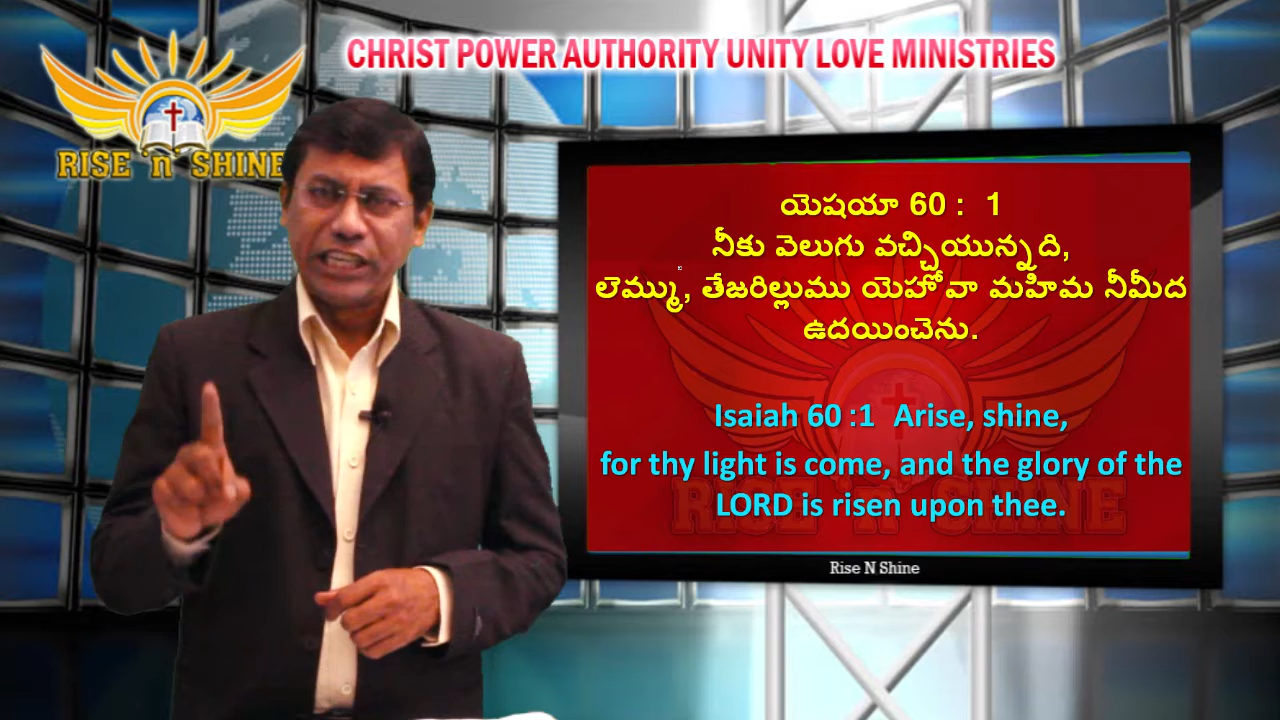 CHRIST POWER AUTHORITY UNITY LOVE MINISTRIES
RISE 'n' SHINE
యెషయా 60 : 1
నీకు వెలుగు వచ్చియున్నది,
లెమ్ము, తేజరిల్లుము యెహోవా మహిమ నీమీద
ఉదయించెను.
Isaiah 60 :1 Arise, shine,
for thy light is come, and the glory of the
LORD is risen upon thee.
RISE 'n' SHINE
Rise N Shine